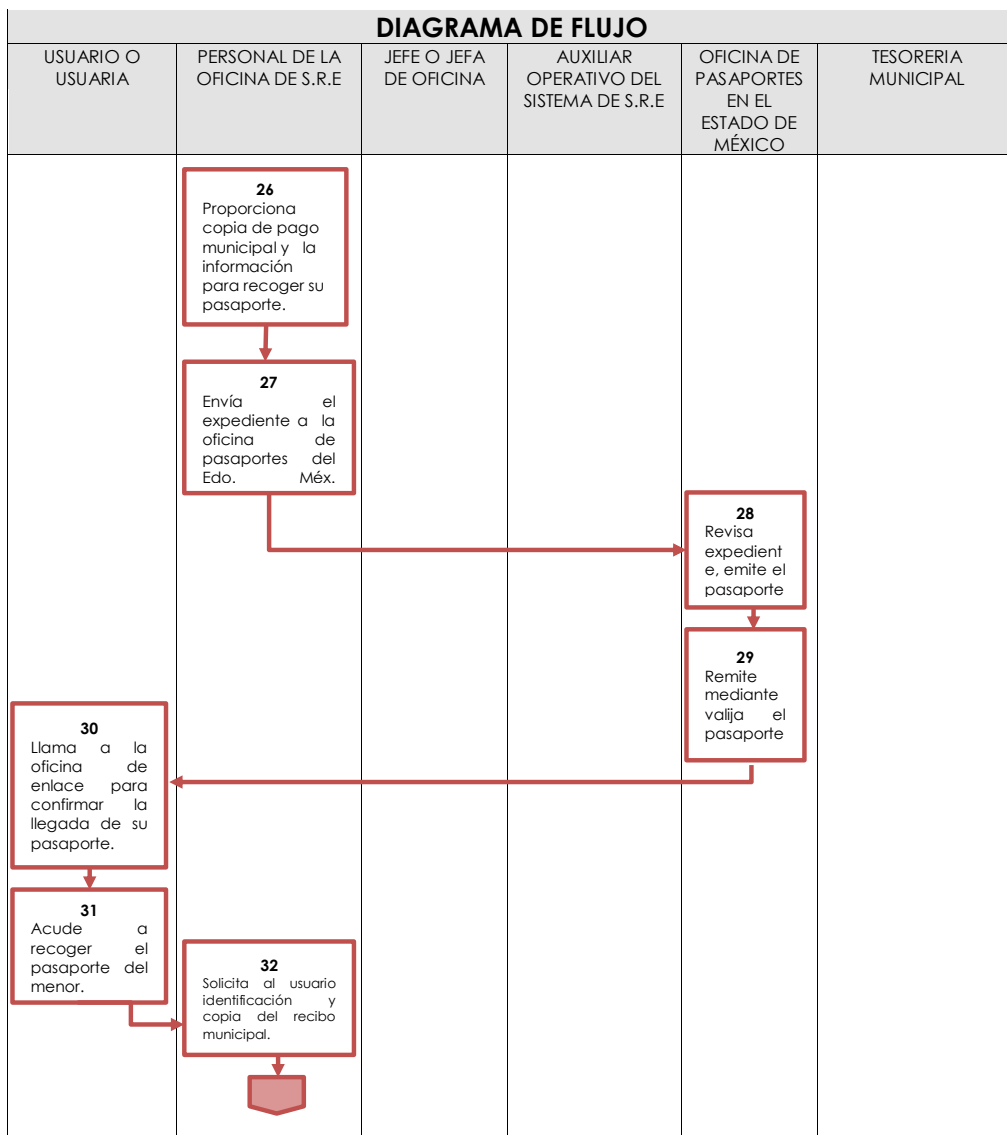 DIAGRAMA DE FLUJO
USUARIO O
USUARIA
PERSONAL DE LA
OFICINA DE S.R.E
JEFE O JEFA
DE OFICINA
AUXILIAR
OPERATIVO DEL
SISTEMA DE S.R.E
OFICINA DE
PASAPORTES
EN EL
ESTADO DE
MÉXICO
TESORERIA
MUNICIPAL
26
Proporciona
copia de pago
municipal y la
información
para recoger su
pasaporte.
27
Envía el
expediente a la
oficina de
pasaportes del
Edo. Méx.
28
Revisa
expedient
e, emite el
pasaporte
29
Remite
mediante
valija el
pasaporte
30
Llama a la
oficina de
enlace para
confirmar la
llegada de su
pasaporte.
31
Acude a
recoger el
pasaporte del
menor.
32
Solicita al usuario
identificación y
copia del recibo
municipal.